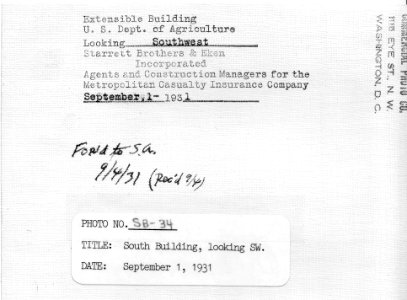 Extensible Building
U. S. Dept. of Agriculture
Looking Southwest
Starrett Brothers & Eken
Incorporated
Agents and Construction Managers for the
Metropolitan Casualty Insurance Company
September,1- 1931
COMMERCIAL PHOTO CO.
1115 EYE ST., N. W.
WASHINGTON, D. C.
Forw'd to S.A.
9/4/31 (Rec'd 9/4)
PHOTO NO. SB-34
TITLE: South Building, looking SW.
DATE: September 1, 1931